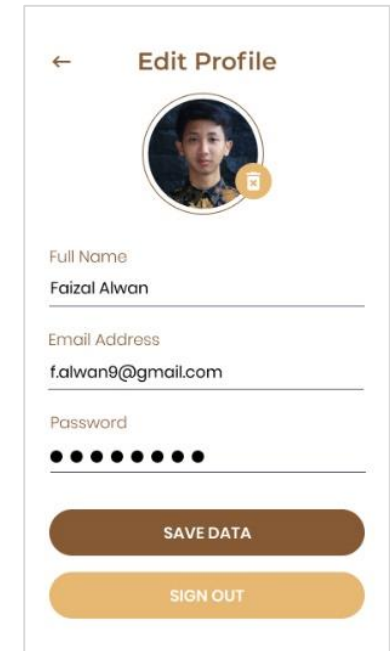 Edit Profile
Full Name
Faizal Alwan
Email Address
f.alwan9@gmail.com
Password
●●●●●●●●
SAVE DATA
SIGN OUT